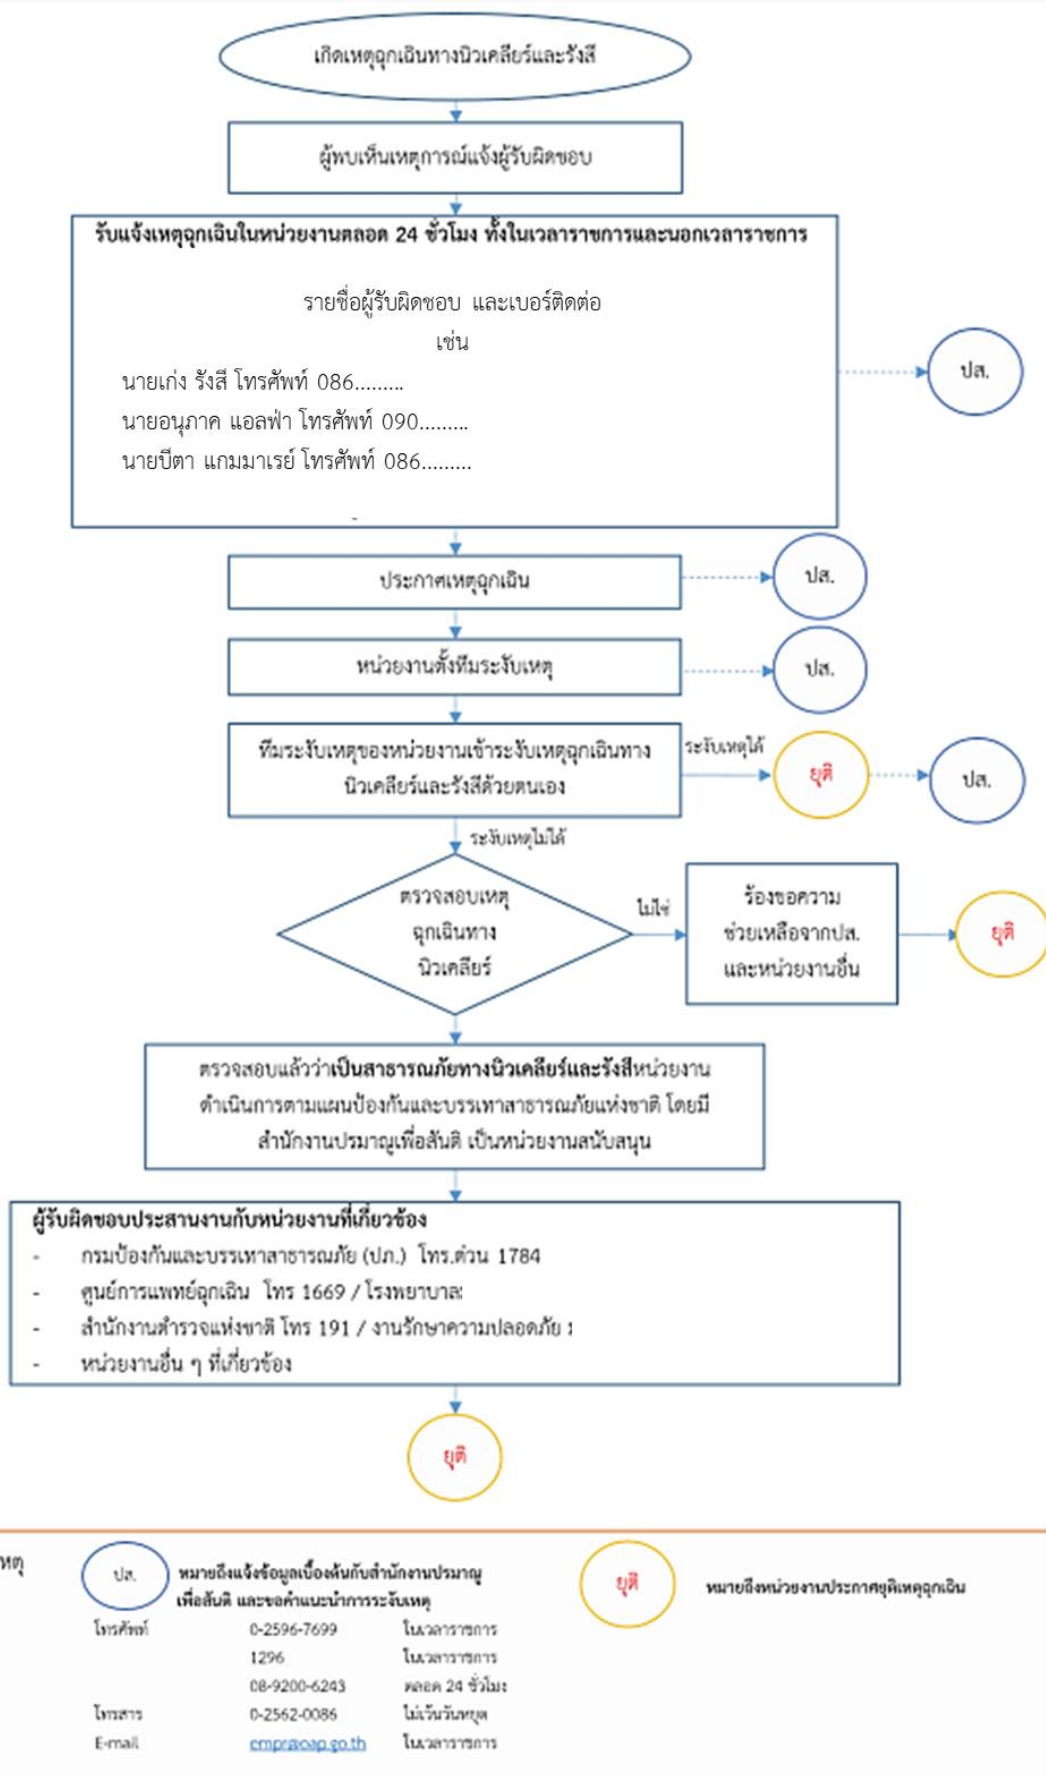 เกิดเหตุฉุกเฉินทางนิวเคลียร์และรังสี
ผู้พบเห็นเหตุการณ์แจ้งผู้รับผิดชอบ
รับแจ้งเหตุฉุกเฉินในหน่วยงานตลอด 24 ชั่วโมง ทั้งในเวลาราชการและนอกเวลาราชการ
รายชื่อผู้รับผิดชอบ และเบอร์ติดต่อ
เช่น
นายเก่ง รังสี โทรศัพท์ 086.........
นายอนุภาค แอลฟ่า โทรศัพท์ 090.........
นายบีตา แกมมาเรย์ โทรศัพท์ 086.........
ปส.
ประกาศเหตุฉุกเฉิน
ปส.
หน่วยงานตั้งทีมระงับเหตุ
ปส.
ทีมระงับเหตุของหน่วยงานเข้าระงับเหตุฉุกเฉินทาง
นิวเคลียร์และรังสีด้วยตนเอง
ระงับเหตุได้
ยุติ
ปส.
ระงับเหตุไม่ได้
ตรวจสอบเหตุ
ฉุกเฉินทาง
นิวเคลียร์
ไม่ใช่
ร้องขอความ
ช่วยเหลือจากปส.
และหน่วยงานอื่น
ยุติ
ตรวจสอบแล้วว่าเป็นสาธารณภัยทางนิวเคลียร์และรังสีหน่วยงาน
ดำเนินการตามแผนป้องกันและบรรเทาสาธารณภัยแห่งชาติ โดยมี
สำนักงานปรมาณูเพื่อสันติ เป็นหน่วยงานสนับสนุน
ผู้รับผิดชอบประสานงานกับหน่วยงานที่เกี่ยวข้อง
- กรมป้องกันและบรรเทาสาธารณภัย (ปภ.) โทร.ด่วน 1784
- ศูนย์การแพทย์ฉุกเฉิน โทร 1669 / โรงพยาบาล
- สำนักงานตำรวจแห่งชาติ โทร 191 / งานรักษาความปลอดภัย
- หน่วยงานอื่น ๆ ที่เกี่ยวข้อง
ยุติ
หตุ
ปส.
หมายถึงแจ้งข้อมูลเบื้องต้นกับสำนักงานปรมาณู
เพื่อสันติ และขอคำแนะนำการระงับเหตุ
ยุติ
หมายถึงหน่วยงานประกาศยุติเหตุฉุกเฉิน
โทรศัพท์ 0-2596-7699 ในเวลาราชการ
1296 ในเวลาราชการ
08-9200-6243 ตลอด 24 ชั่วโมง
โทรสาร 0-2562-0086 ไม่เว้นวันหยุด
E-mail empr@oap.go.th ในเวลาราชการ